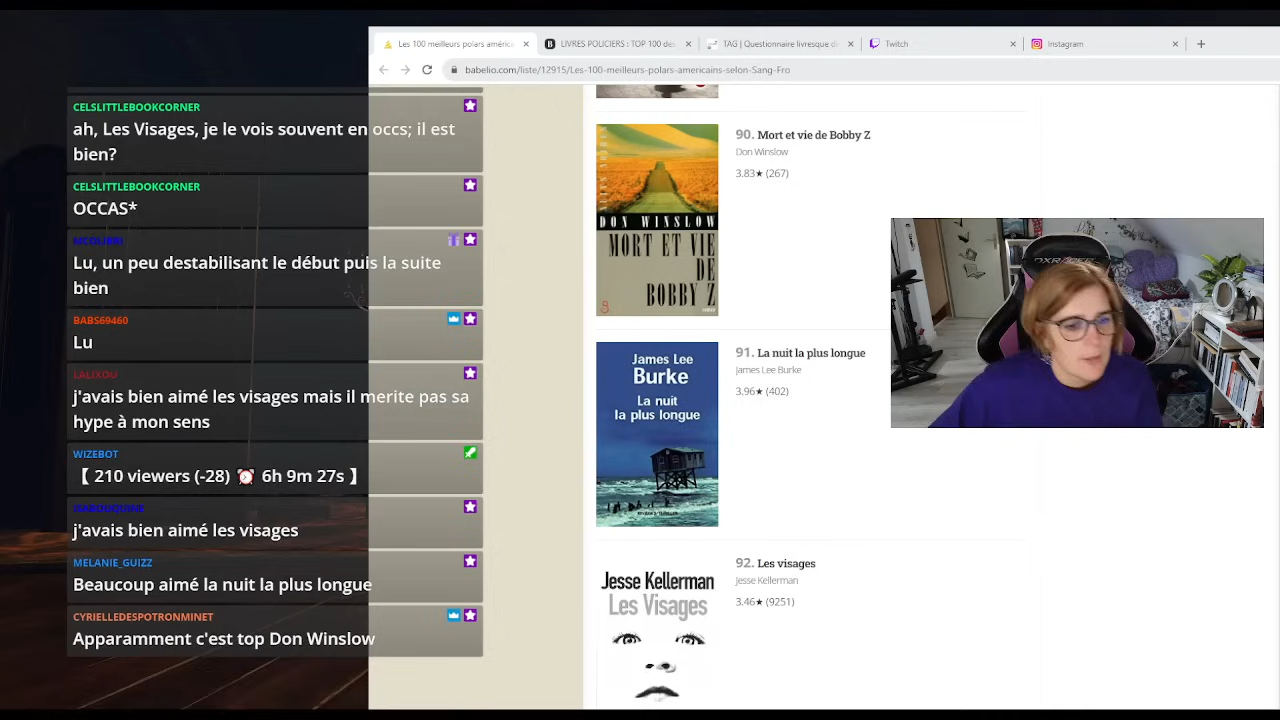 Les 100 meilleurs polars améric
LIVRES POLICIERS : TOP 100 des
TAG | Questionnaire livresque d
Twitch
Instagram
babelio.com/liste/12915/Les-100-meilleurs-polars-americains-selon-Sang-Fro
CELSLITTLEBOOKCORNER
ah, Les Visages, je le vois souvent en occs; il est
bien?
CELSLITTLEBOOKCORNER
OCCAS*
Lu, un peu destabilisant le début puis la suite
bien
BABS69460
Lu
LALIXOU
j'avais bien aimé les visages mais il merite pas sa
hype à mon sens
WIZEBOT
【 210 viewers (-28) ⏰ 6h 9m 27s 】
j'avais bien aimé les visages
MELANIE_GUIZZ
Beaucoup aimé la nuit la plus longue
CYRIELLEDESPOTRONMINET
Apparamment c'est top Don Winslow
90. Mort et vie de Bobby Z
Don Winslow
3.83★ (267)
DON WINSLOW
MORT ET VIE
DE
BOBBY Z
91. La nuit la plus longue
James Lee Burke
3.96★ (402)
James Lee
Burke
La nuit
la plus longue
92. Les visages
Jesse Kellerman
3.46★ (9251)
Jesse Kellerman
Les Visages
DXRACER